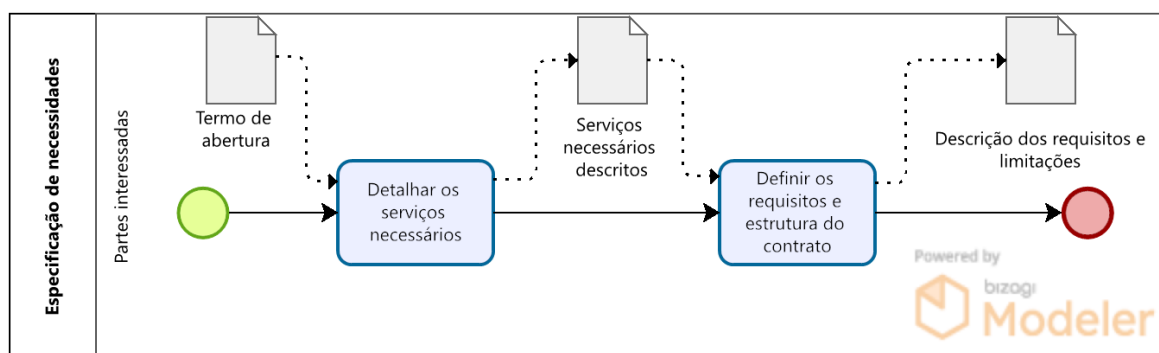 Especificação de necessidades
Partes interessadas
Termo de
abertura
Detalhar os
serviços
necessários
Serviços
necessários
descritos
Definir os
requisitos e
estrutura do
contrato
Descrição dos requisitos e
limitações
Powered by
bizagi
Modeler